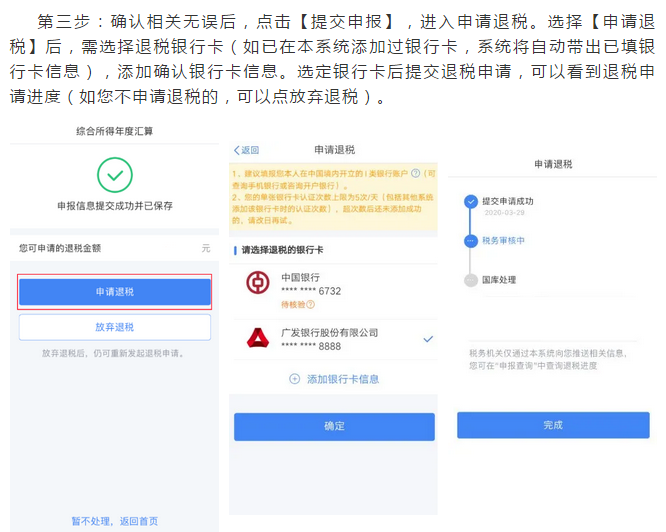 第三步：确认相关无误后，点击【提交申报】，进入申请退税。选择【申请退
税】后，需选择退税银行卡（如已在本系统添加过银行卡，系统将自动带出已填银
行卡信息），添加确认银行卡信息。选定银行卡后提交退税申请，可以看到退税申
请进度（如您不申请退税的，可以点放弃退税）。
综合所得年度汇算
申报信息提交成功并已保存
您可申请的退税金额 元
申请退税
放弃退税
放弃退税后，仍可重新发起退税申请。
暂不处理，返回首页
返回 申请退税
1、建议填报您本人在中国境内开立的I类银行账户？（可
查询手机银行或咨询开户银行）。
2、您的单张银行卡认证次数上限为5次/天（包括其他系统
添加该银行卡时的认证次数），超次数后还未添加成功
的，请改日再试。
请选择退税的银行卡
中国银行
**** **** 6732
待核验？
广发银行股份有限公司
**** **** 8888
添加银行卡信息
确定
申请退税
提交申请成功
2020-03-28
税务审核中
国库处理
税务机关仅通过本系统向您推送相关信息，
您可在“申报查询”中查询退税进度
完成